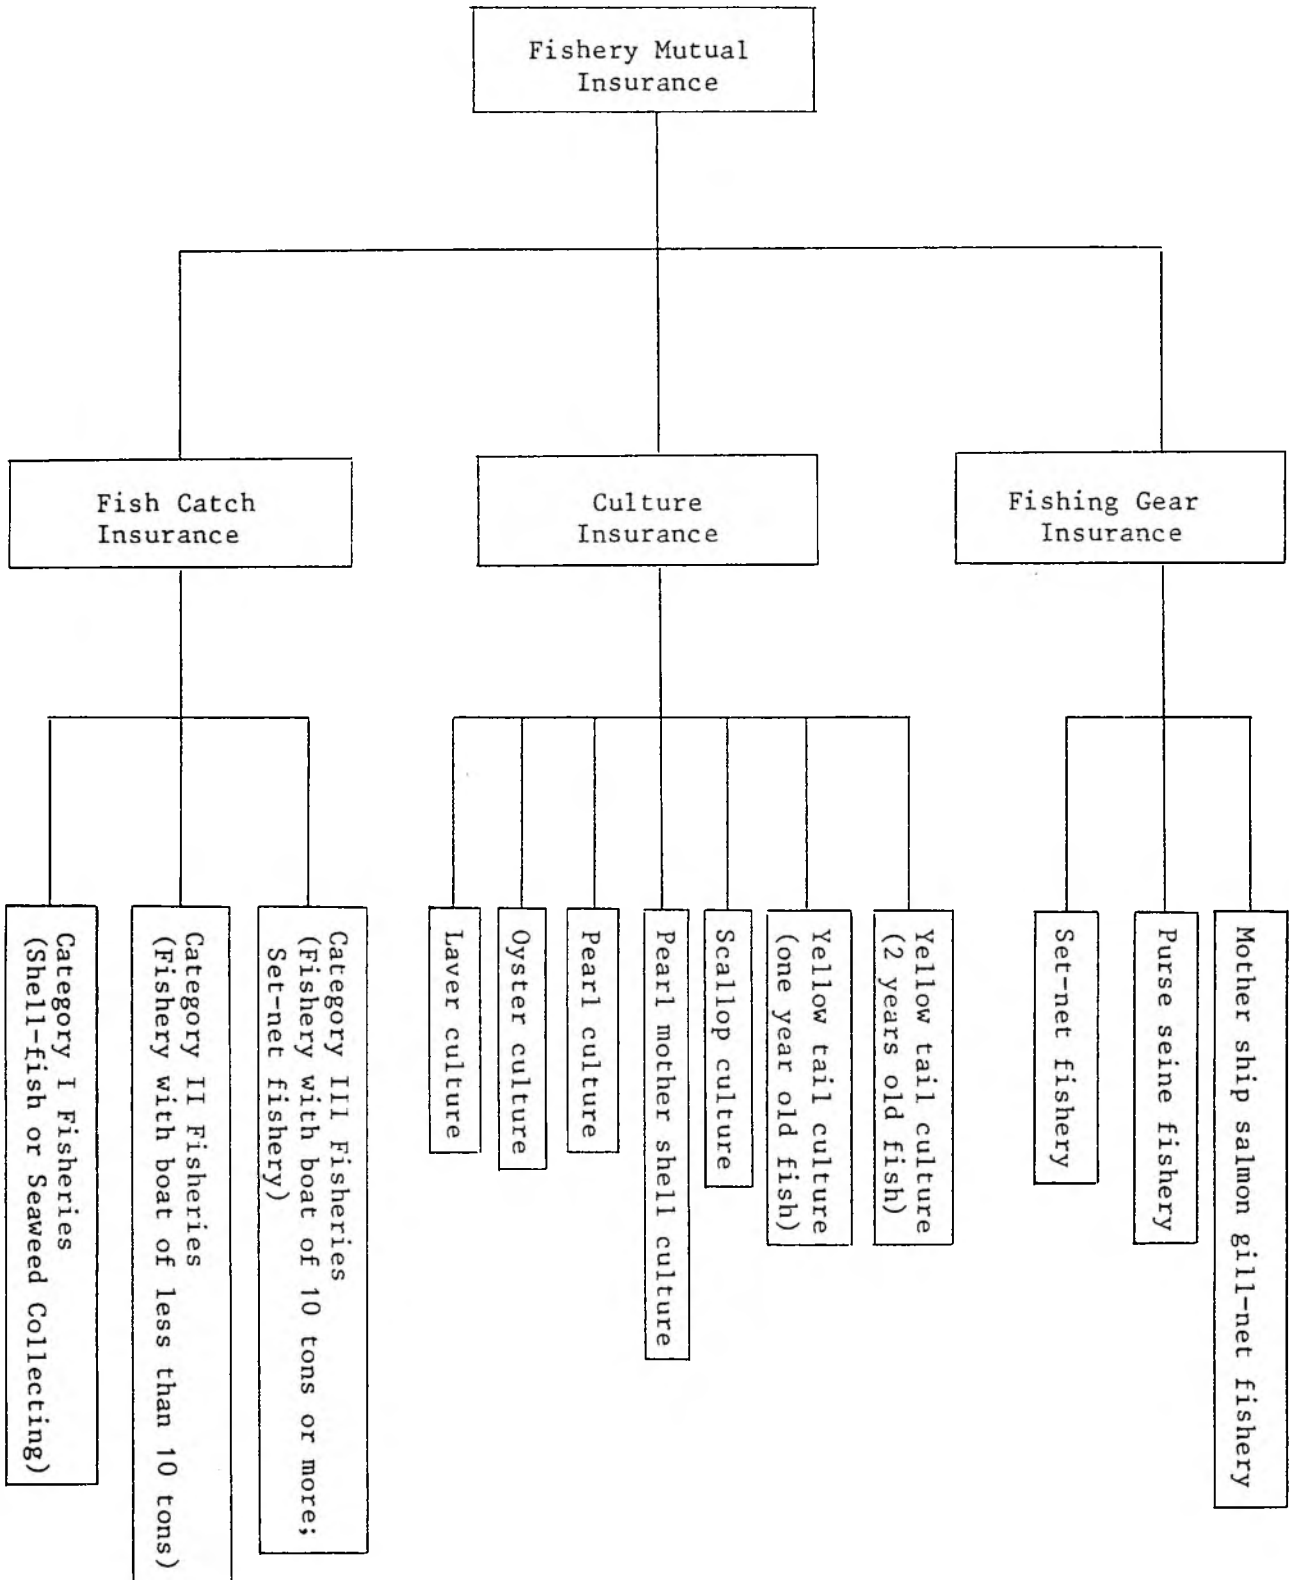 Fishery Mutual
Insurance
Fish Catch
Insurance
Culture
Insurance
Fishing Gear
Insurance
Category I Fisheries
(Shell-fish or Seaweed Collecting)
Category II Fisheries
(Fishery with boat of less than 10 tons)
Category III Fisheries
(Fishery with boat of 10 tons or more;
Set-net fishery)
Laver culture
Oyster culture
Pearl culture
Pearl mother shell culture
Scallop culture
Yellow tail culture
(one year old fish)
Yellow tail culture
(2 years old fish)
Set-net fishery
Purse seine fishery
Mother ship salmon gill-net fishery